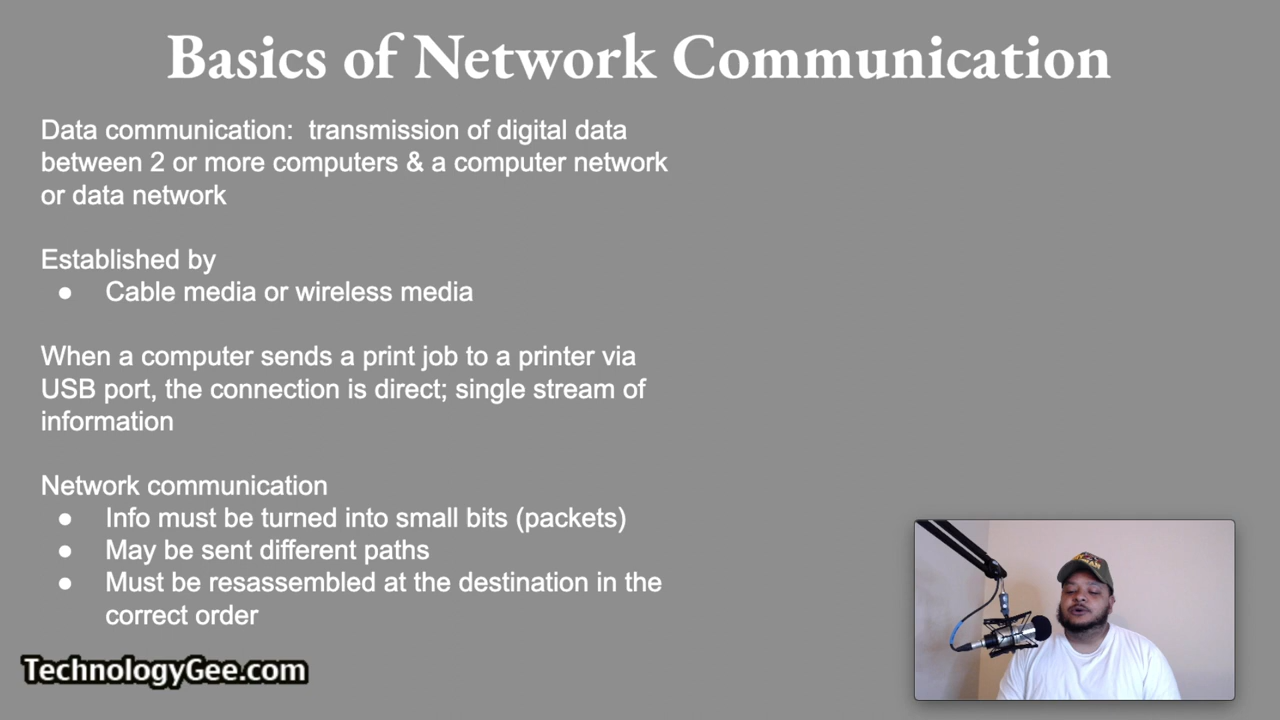 Basics of Network Communication
Data communication:  transmission of digital data
between 2 or more computers & a computer network
or data network
Established by
● Cable media or wireless media
When a computer sends a print job to a printer via
USB port, the connection is direct; single stream of
information
Network communication
● Info must be turned into small bits (packets)
● May be sent different paths
● Must be resassembled at the destination in the
correct order
TechnologyGee.com